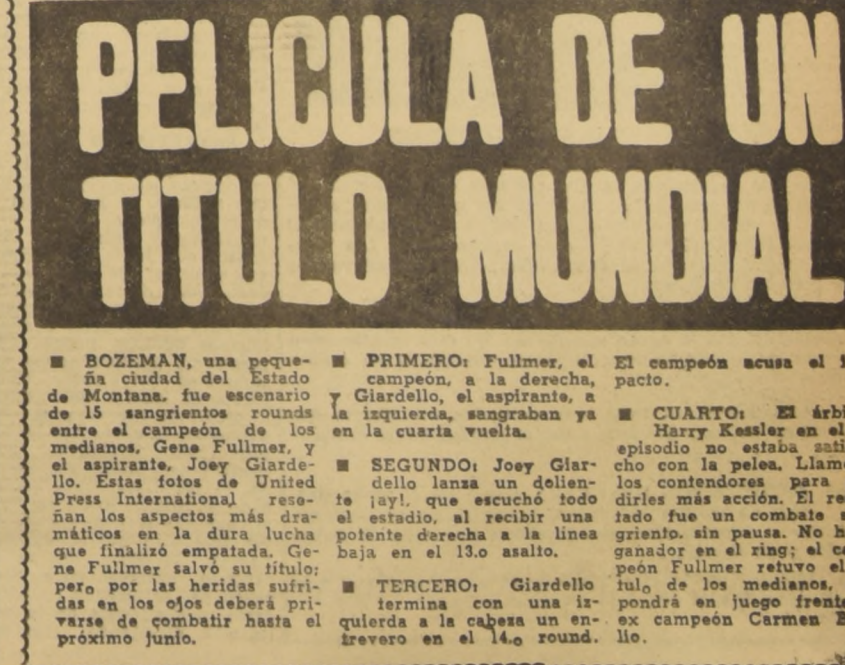 PELICULA DE UN
TITULO MUNDIAL
■ BOZEMAN, una peque-
ña ciudad del Estado
de Montana, fue escenario
de 15 sangrientos rounds
entre el campeón de los
medianos, Gene Fullmer, y
el aspirante, Joey Giarde-
llo. Estas fotos de United
Press International rese-
ñan los aspectos más dra-
máticos en la dura lucha
que finalizó empatada. Ge-
ne Fullmer salvó su título;
pero por las heridas sufri-
das en los ojos deberá pri-
varse de combatir hasta el
próximo junio.
■ PRIMERO: Fullmer, el
campeón, a la derecha,
y Giardello, el aspirante, a
la izquierda, sangraban ya
en la cuarta vuelta.
■ SEGUNDO: Joey Giar-
dello lanza un dolien-
te ¡ay!, que escuchó todo
el estadio, al recibir una
potente derecha a la línea
baja en el 13.o asalto.
■ TERCERO: Giardello
termina con una iz-
quierda a la cabeza un en-
trevero en el 14.o round.
El campeón acusa el
pacto.
■ CUARTO: El árbi
Harry Kessler en el
episodio no estaba sati
cho con la pelea. Llam
los contendores para
dirles más acción. El re
tado fue un combate
griento, sin pausa. No h
ganador en el ring; el c
peón Fullmer retuvo el
tulo de los medianos,
pondrá en juego frent
ex campeón Carmen B
lio.